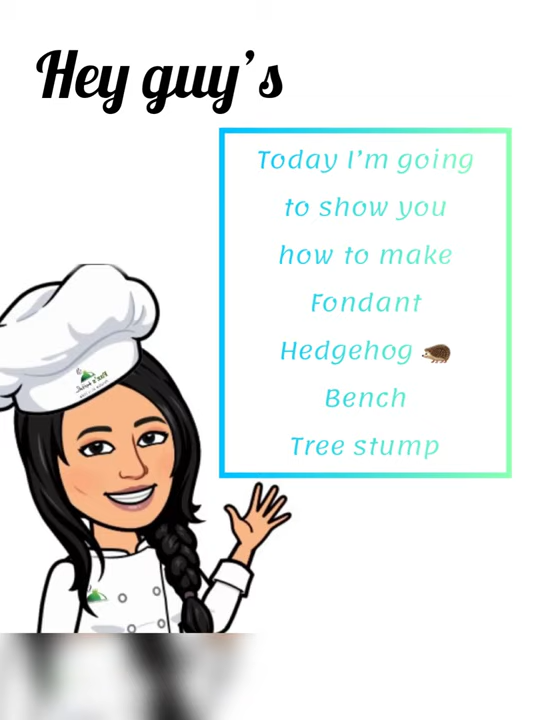 Hey guy’s
Today I’m going
to show you
how to make
Fondant
Hedgehog 🦔
Bench
Tree stump